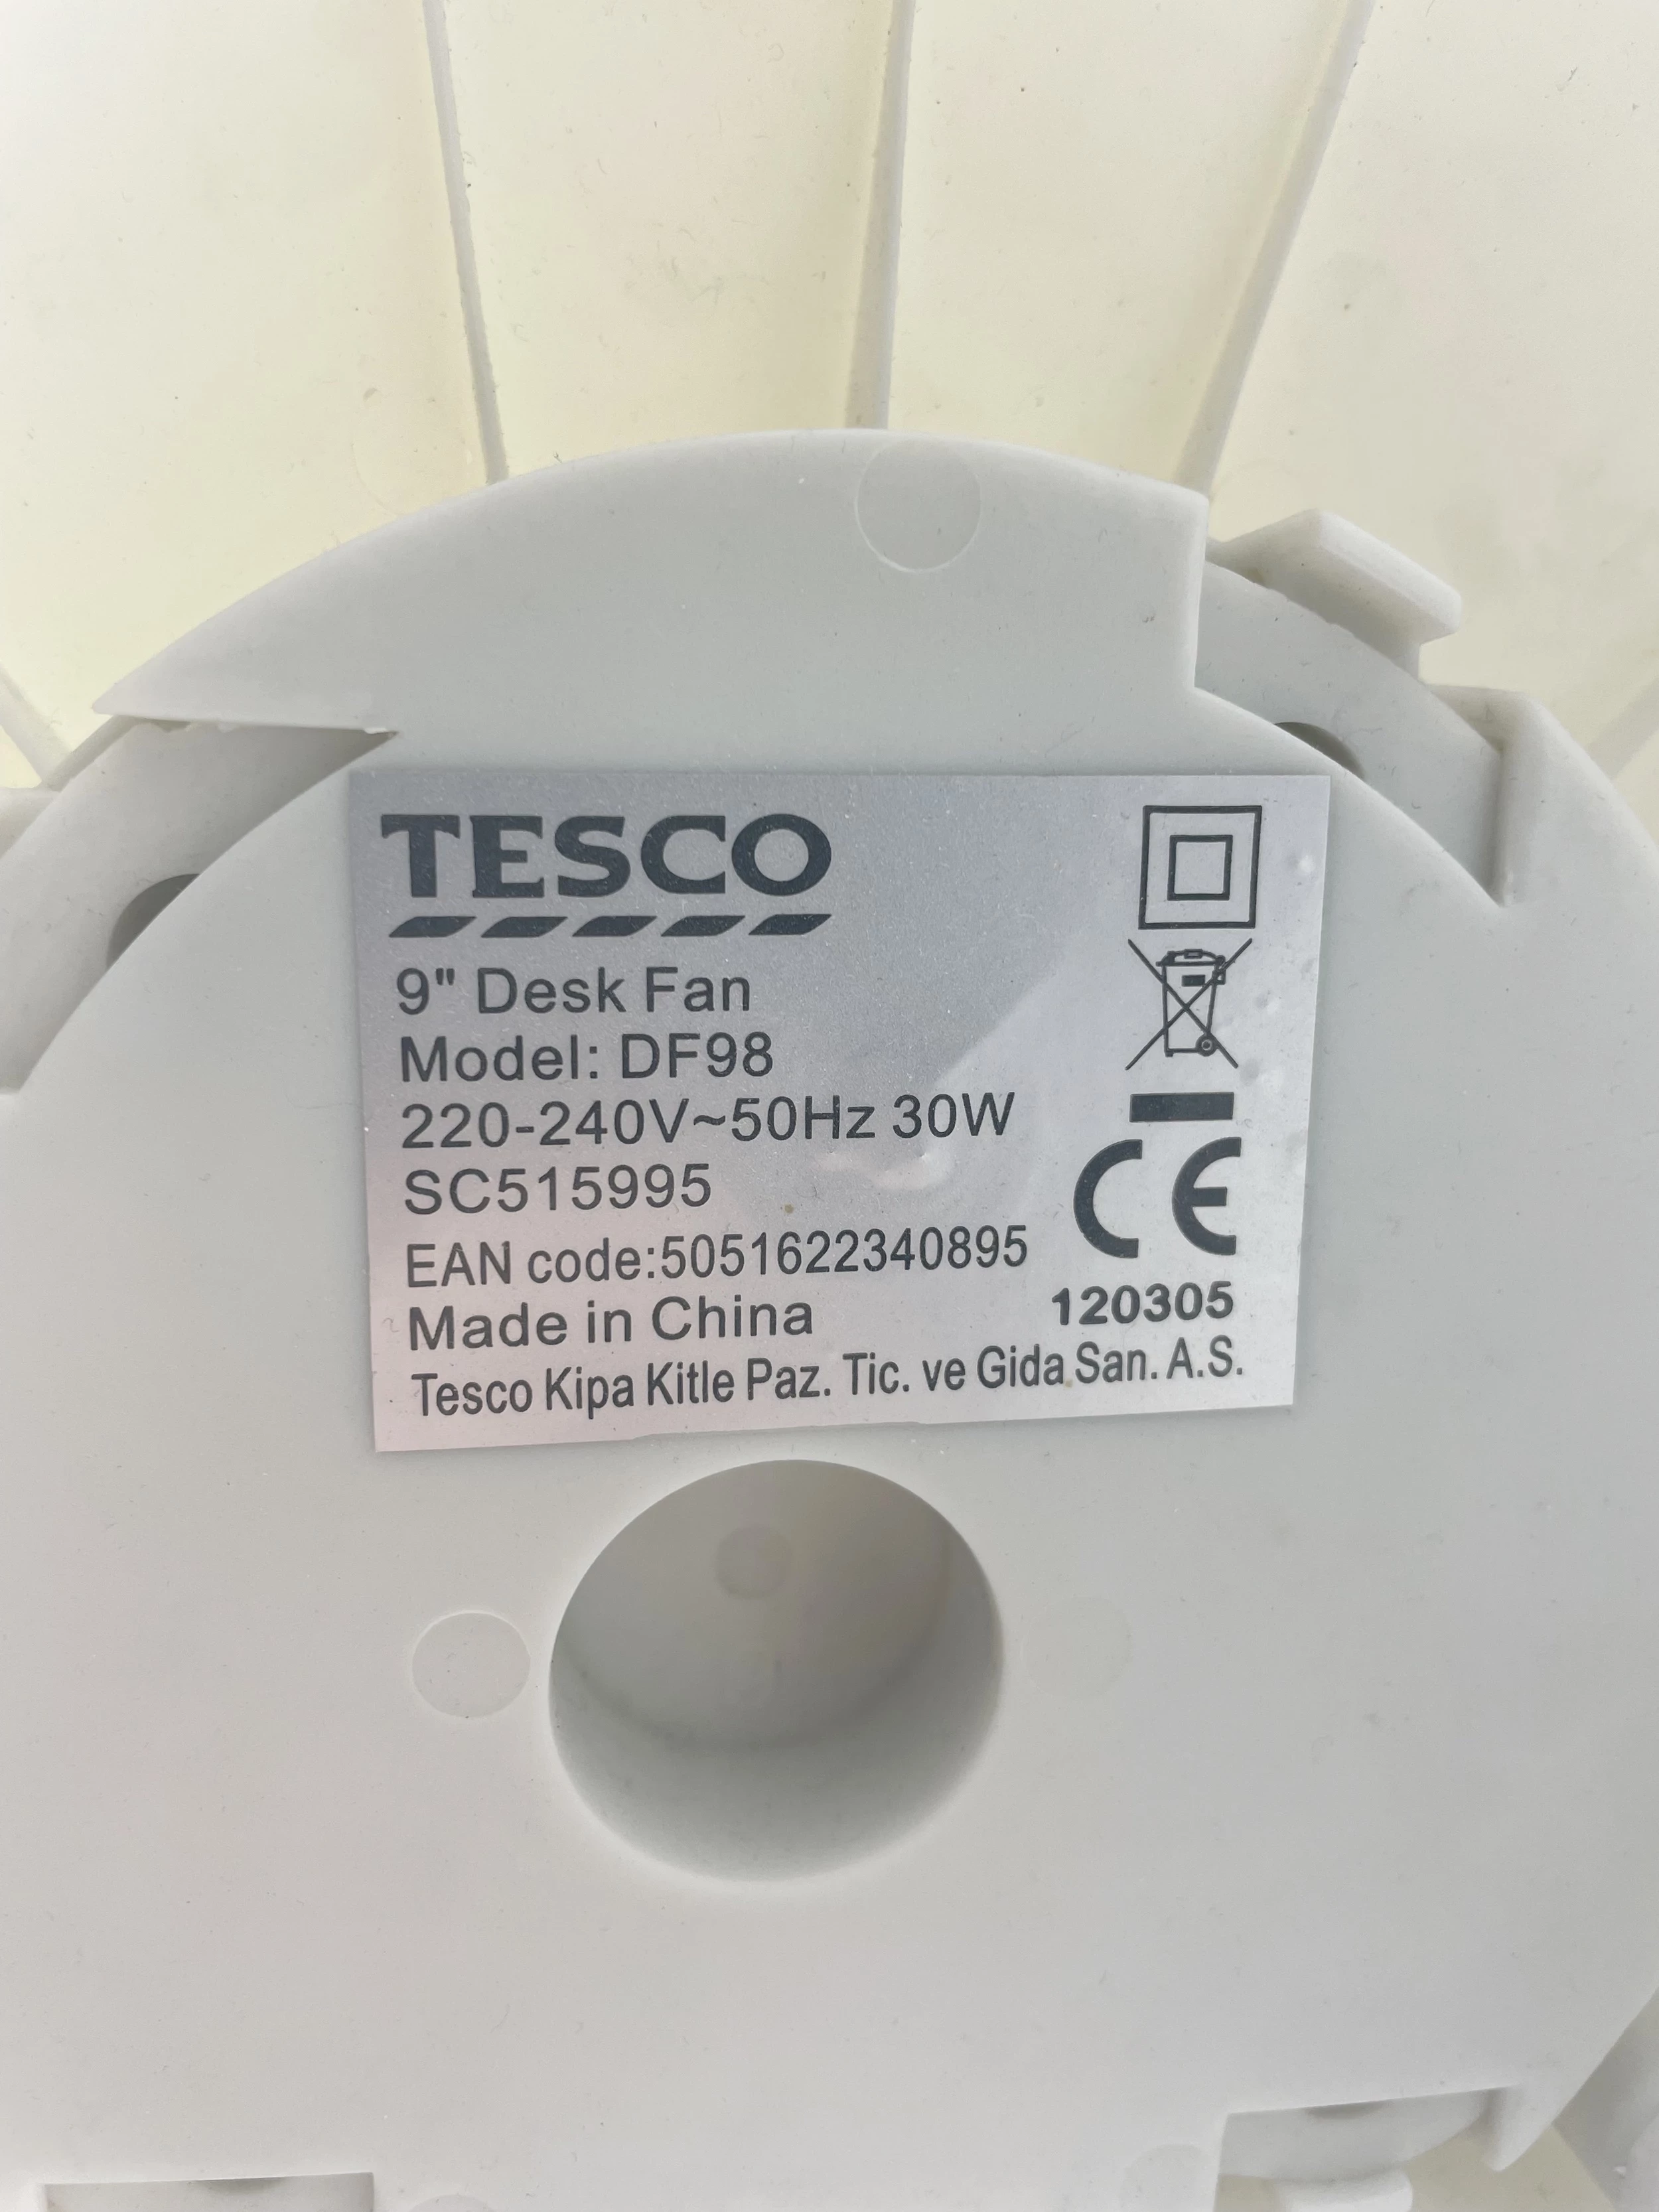 TESCO
9" Desk Fan
Model: DF98
220-240V~50Hz 30W
SC515995
EAN code:5051622340895
CE
Made in China
120305
Tesco Kipa Kitle Paz. Tic. ve Gida San. A.S.